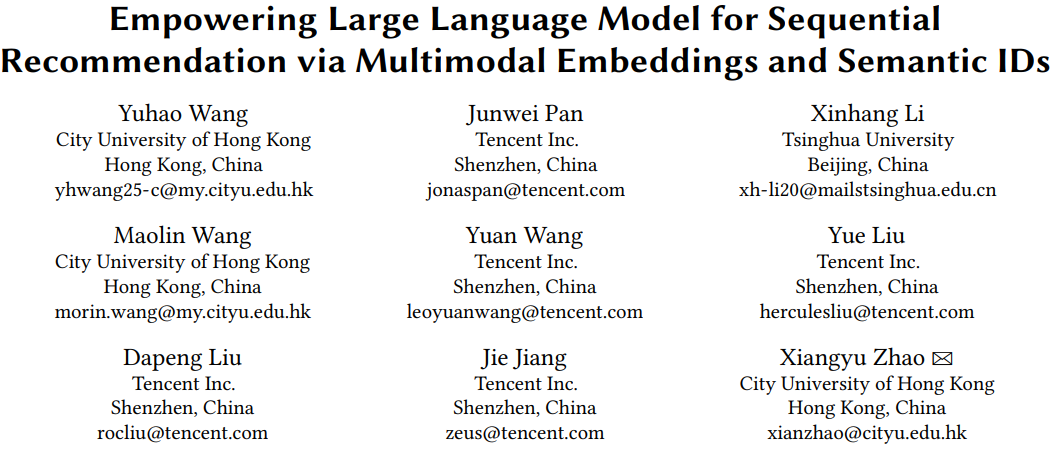 Empowering Large Language Model for Sequential
Recommendation via Multimodal Embeddings and Semantic IDs
Yuhao Wang
City University of Hong Kong
Hong Kong, China
yhwang25-c@my.cityu.edu.hk
Junwei Pan
Tencent Inc.
Shenzhen, China
jonaspan@tencent.com
Xinhang Li
Tsinghua University
Beijing, China
xh-li20@mailstsinghua.edu.cn
Maolin Wang
City University of Hong Kong
Hong Kong, China
morin.wang@my.cityu.edu.hk
Yuan Wang
Tencent Inc.
Shenzhen, China
leoyuanwang@tencent.com
Yue Liu
Tencent Inc.
Shenzhen, China
herculesliu@tencent.com
Dapeng Liu
Tencent Inc.
Shenzhen, China
rocliu@tencent.com
Jie Jiang
Tencent Inc.
Shenzhen, China
zeus@tencent.com
Xiangyu Zhao ✉
City University of Hong Kong
Hong Kong, China
xianzhao@cityu.edu.hk